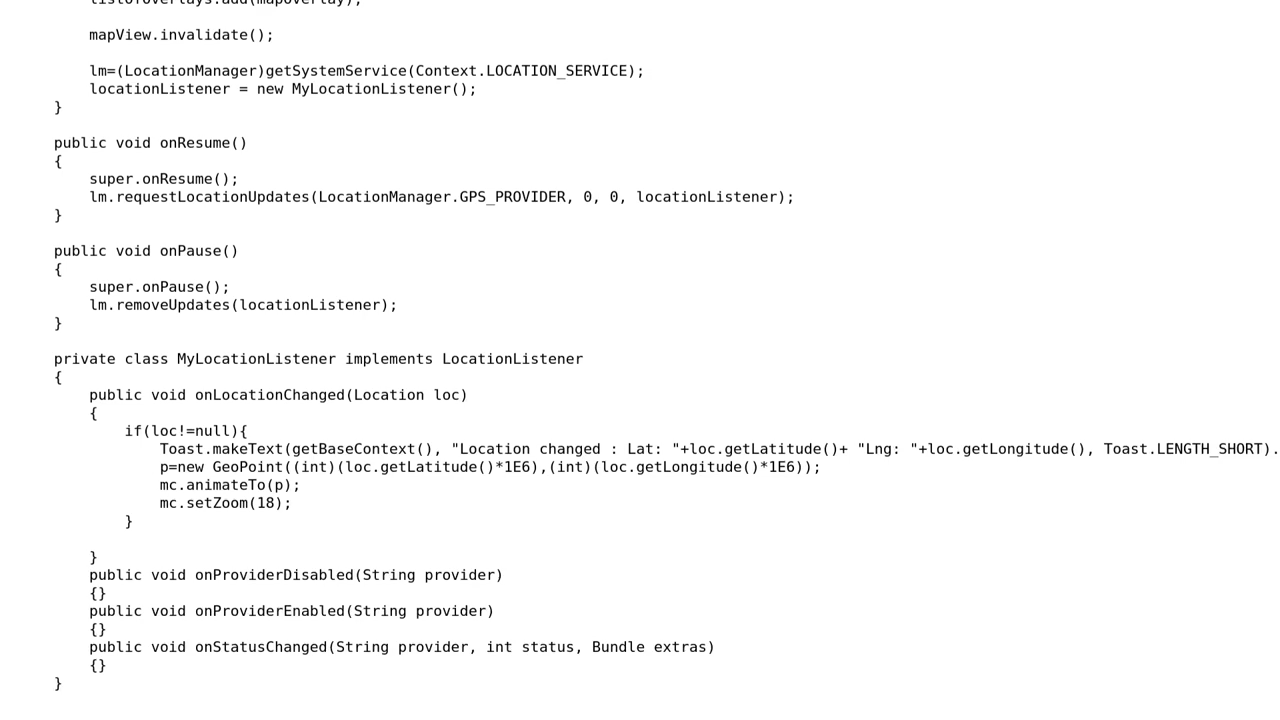 listOfOverlays.add(mapOverlay);
mapView.invalidate();
lm=(LocationManager)getSystemService(Context.LOCATION_SERVICE);
locationListener = new MyLocationListener();
}
public void onResume()
{
super.onResume();
lm.requestLocationUpdates(LocationManager.GPS_PROVIDER, 0, 0, locationListener);
}
public void onPause()
{
super.onPause();
lm.removeUpdates(locationListener);
}
private class MyLocationListener implements LocationListener
{
public void onLocationChanged(Location loc)
{
if(loc!=null){
Toast.makeText(getBaseContext(), "Location changed : Lat: "+loc.getLatitude()+ "Lng: "+loc.getLongitude(), Toast.LENGTH_SHORT).
p=new GeoPoint((int)(loc.getLatitude()*1E6),(int)(loc.getLongitude()*1E6));
mc.animateTo(p);
mc.setZoom(18);
}
}
public void onProviderDisabled(String provider)
{}
public void onProviderEnabled(String provider)
{}
public void onStatusChanged(String provider, int status, Bundle extras)
{}
}